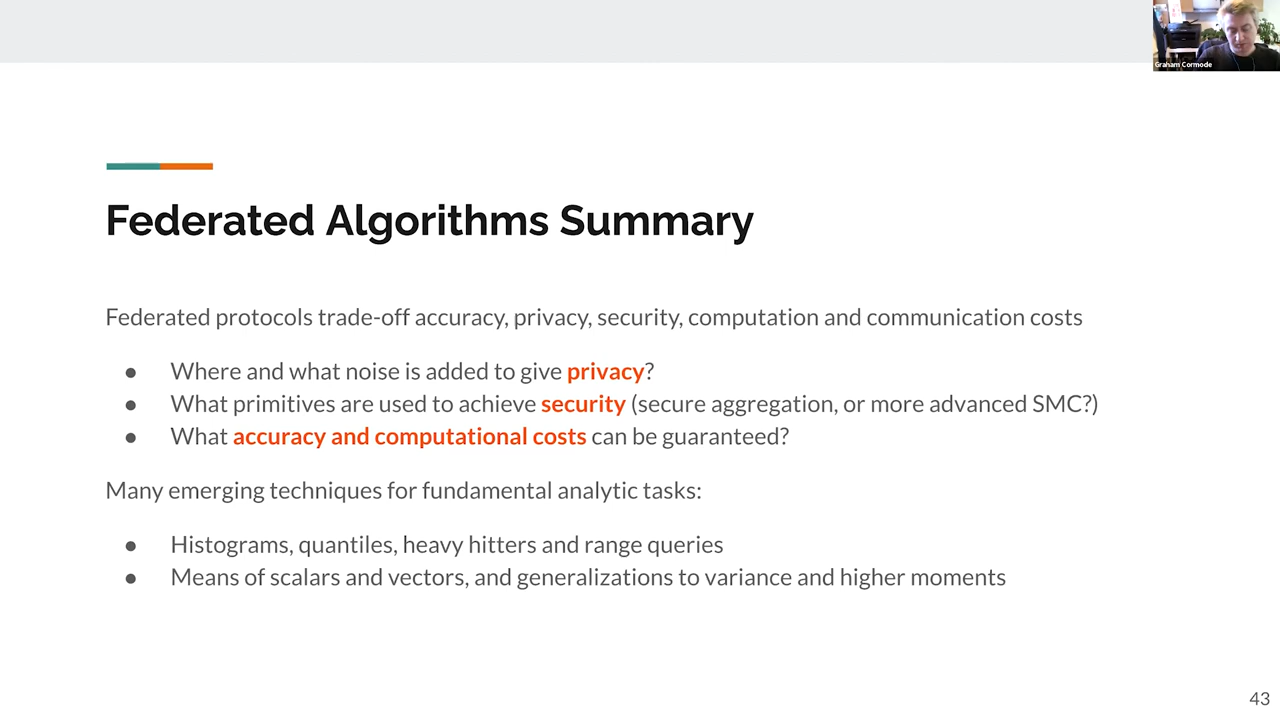 Graham Cormode
Federated Algorithms Summary
Federated protocols trade-off accuracy, privacy, security, computation and communication costs
● Where and what noise is added to give privacy?
● What primitives are used to achieve security (secure aggregation, or more advanced SMC?)
● What accuracy and computational costs can be guaranteed?
Many emerging techniques for fundamental analytic tasks:
● Histograms, quantiles, heavy hitters and range queries
● Means of scalars and vectors, and generalizations to variance and higher moments
43